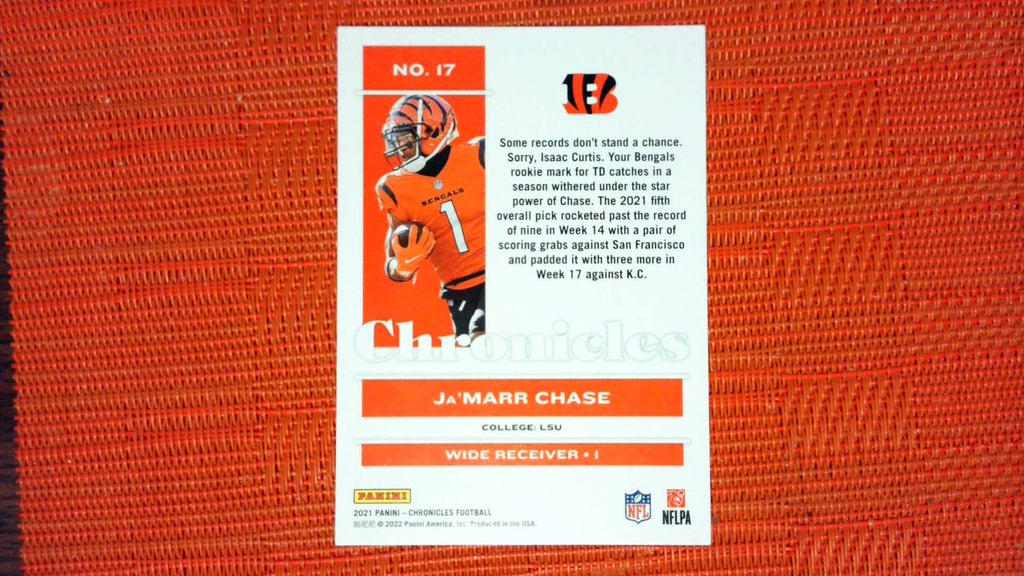 NO. 17
BENGALS
1
B
Some records don't stand a chance.
Sorry, Isaac Curtis. Your Bengals
rookie mark for TD catches in a
season withered under the star
power of Chase. The 2021 fifth
overall pick rocketed past the record
of nine in Week 14 with a pair of
scoring grabs against San Francisco
and padded it with three more in
Week 17 against K.C.
Chronicles
JA'MARR CHASE
COLLEGE: LSU
WIDE RECEIVER • 1
PANINI
2021 PANINI – CHRONICLES FOOTBALL
帕尼尼 © 2022 Panini America, Inc. Produced in the USA.
NFL
NFLPA